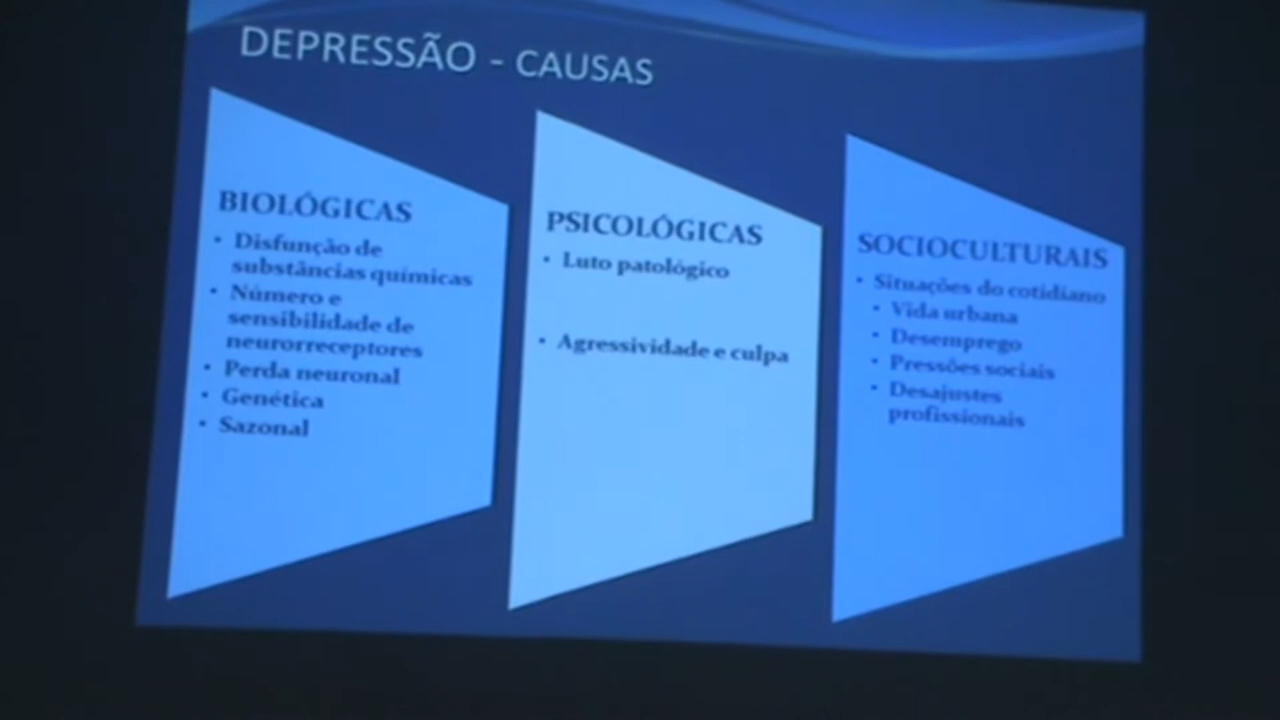 DEPRESSÃO - CAUSAS
BIOLÓGICAS
• Disfunção de
substâncias químicas
• Número e
sensibilidade de
neurorreceptores
• Perda neuronal
• Genética
• Sazonal
PSICOLÓGICAS
• Luto patológico
• Agressividade e culpa
SOCIOCULTURAIS
• Situações do cotidiano
• Vida urbana
• Desemprego
• Pressões sociais
• Desajustes
profissionais